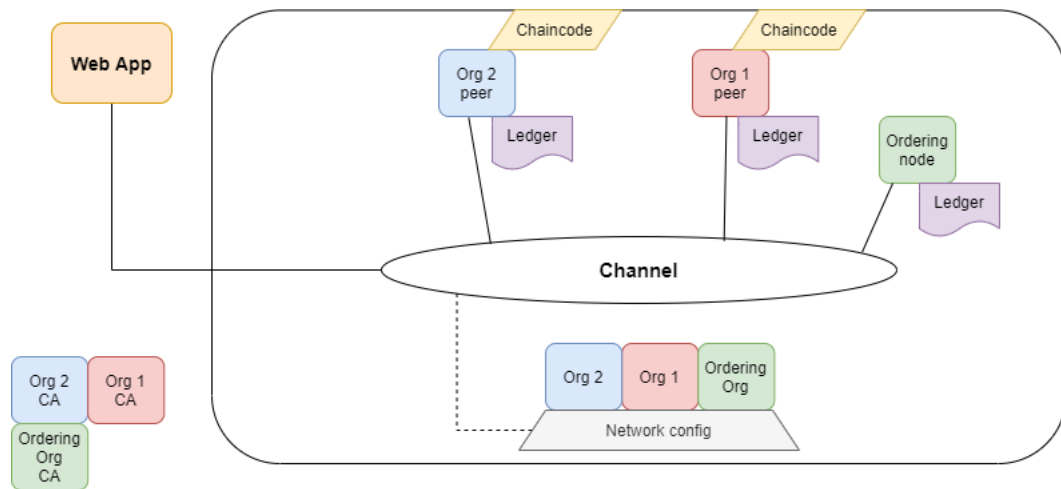 Chaincode
Chaincode
Web App
Org 2
peer
Org 1
peer
Ledger
Ledger
Ordering
node
Ledger
Channel
Org 2
CA
Org 1
CA
Ordering
Org
CA
Org 2
Org 1
Ordering
Org
Network config